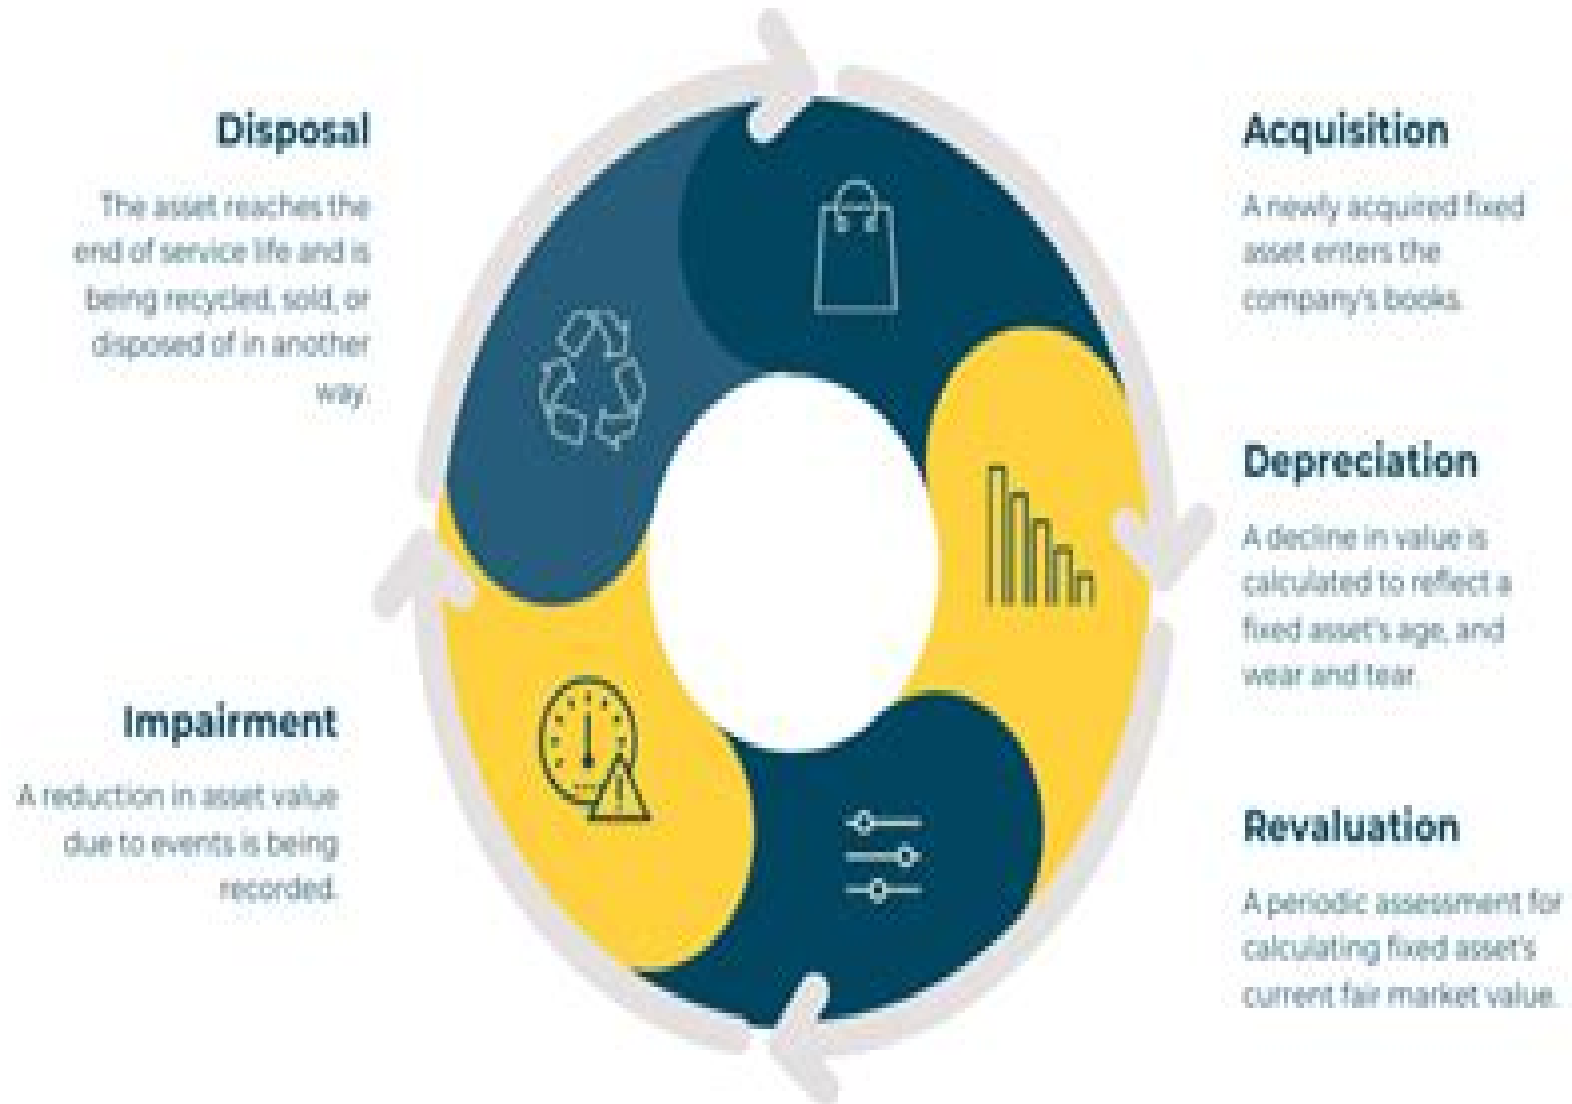 Disposal
The asset reaches the
end of service life and is
being recycled, sold, or
disposed of in another
way.
Acquisition
A newly acquired fixed
asset enters the
company's books.
Depreciation
A decline in value is
calculated to reflect a
fixed asset's age, and
wear and tear.
Impairment
A reduction in asset value
due to events is being
recorded.
Revaluation
A periodic assessment for
calculating fixed asset's
current fair market value.